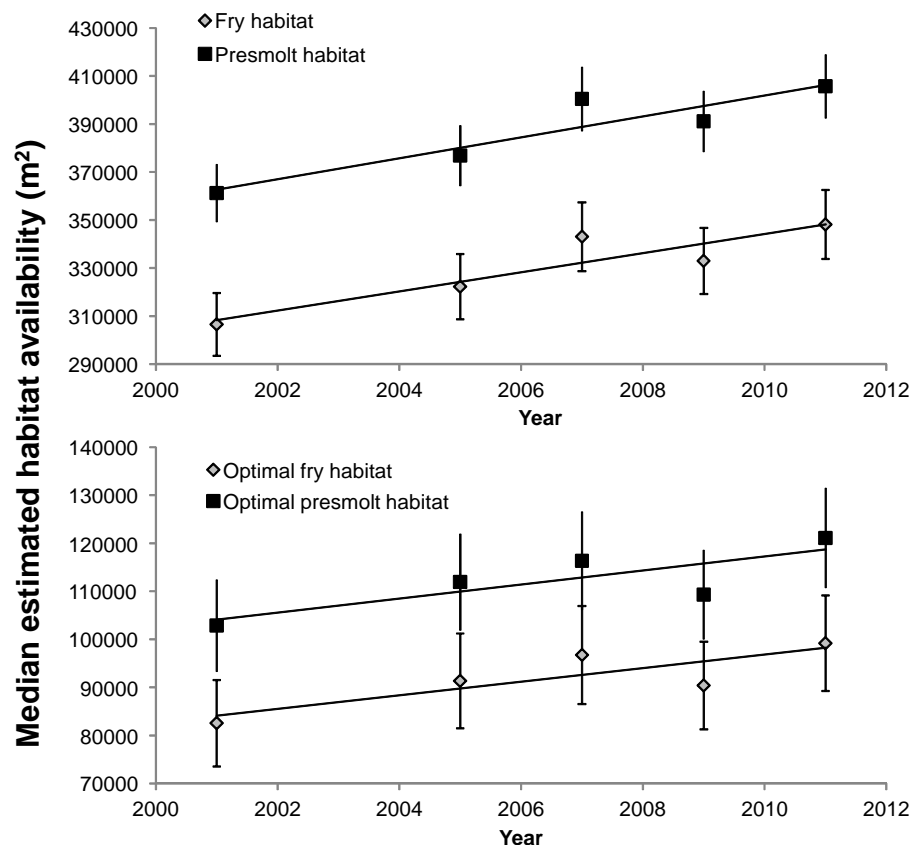 Median estimated habitat availability (m²)
Fry habitat
Presmolt habitat
430000
410000
390000
370000
350000
330000
310000
290000
2000 2002 2004 2006 2008 2010 2012
Year
Optimal fry habitat
Optimal presmolt habitat
140000
130000
120000
110000
100000
90000
80000
70000
2000 2002 2004 2006 2008 2010 2012
Year